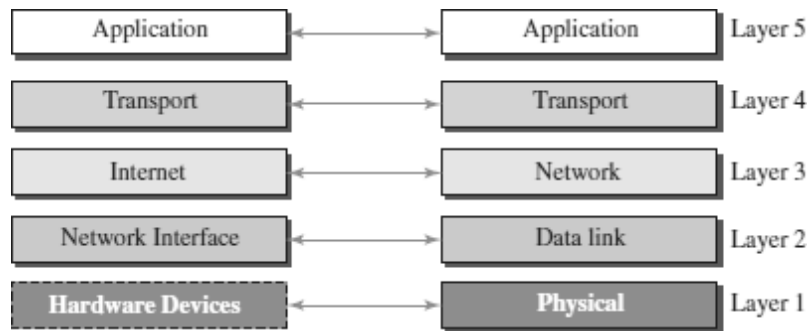 Application Application Layer 5
Transport Transport Layer 4
Internet Network Layer 3
Network Interface Data link Layer 2
Hardware Devices Physical Layer 1